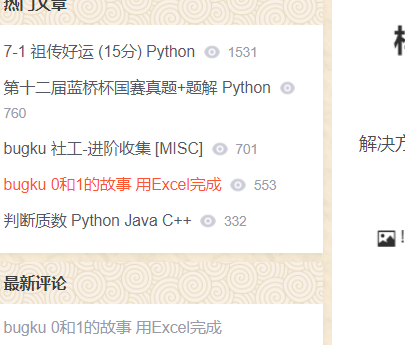 热门文章
7-1 祖传好运 (15分) Python 1531
第十二届蓝桥杯国赛真题+题解 Python
760
bugku 社工-进阶收集 [MISC] 701
bugku 0和1的故事 用Excel完成 553
判断质数 Python Java C++ 332
最新评论
bugku 0和1的故事 用Excel完成
解决方